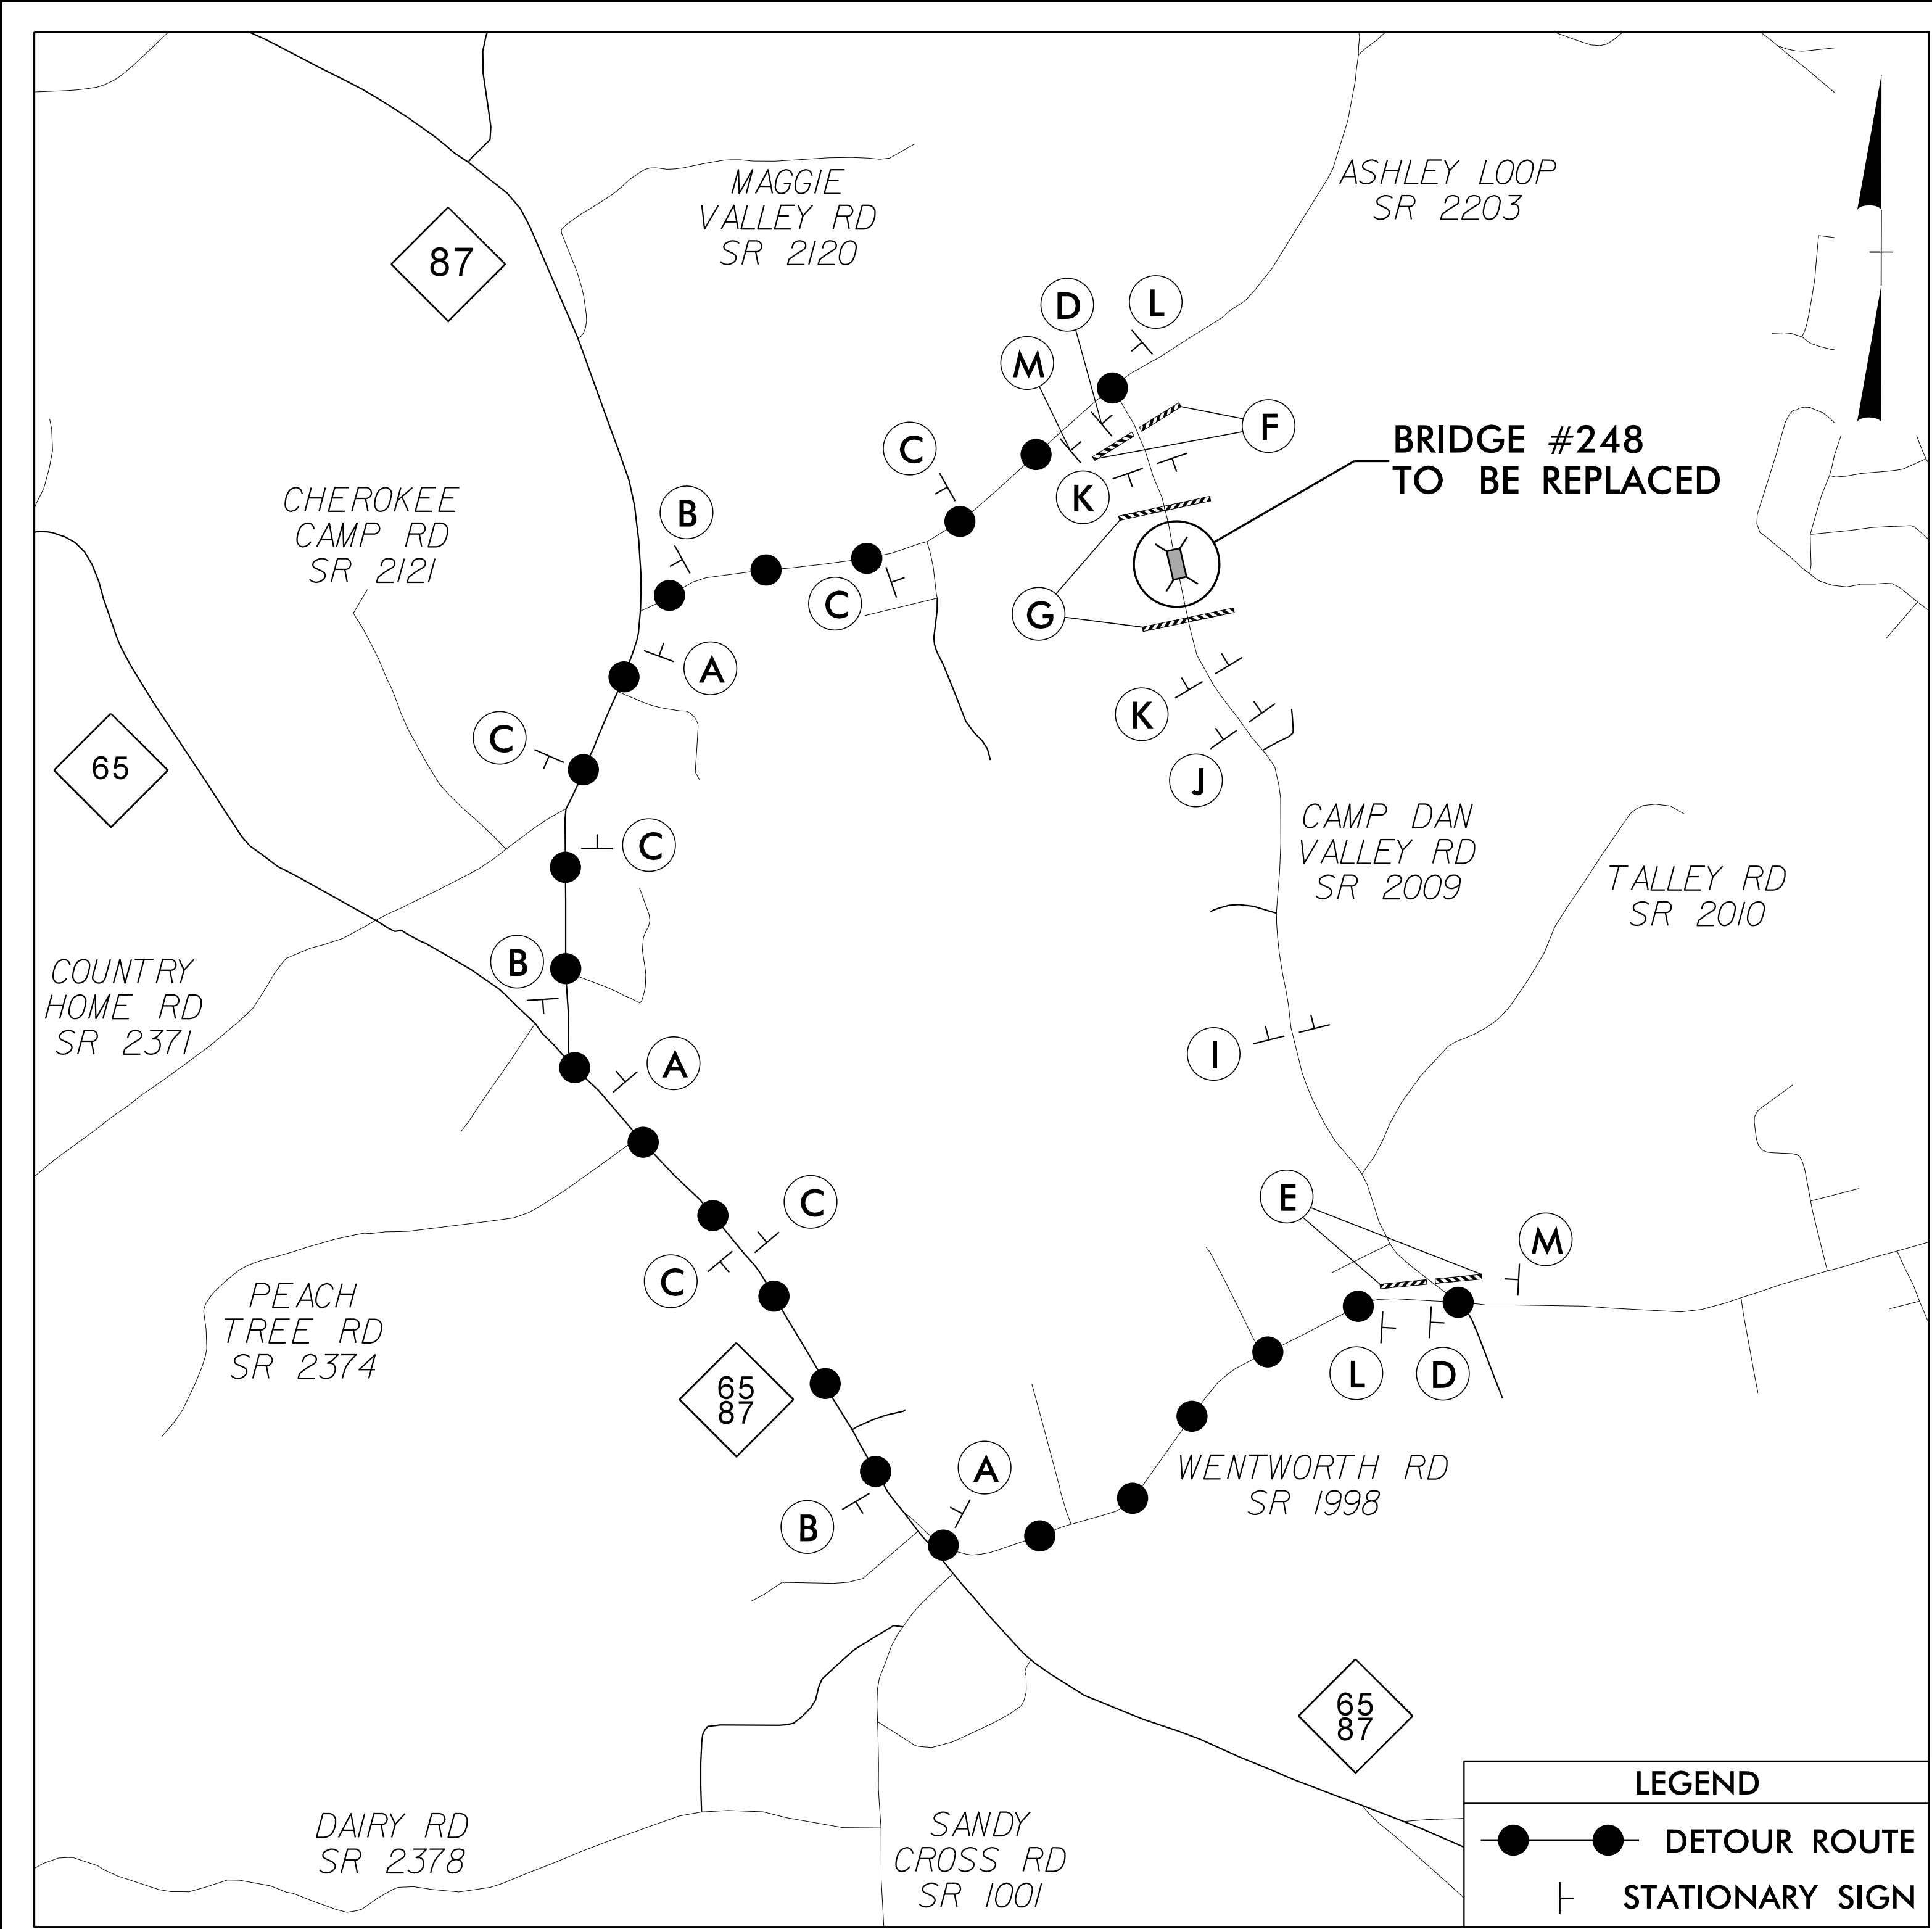 MAGGIE
VALLEY RD
SR 2120
ASHLEY LOOP
SR 2203
87
D
L
M
C
F
BRIDGE #248
TO BE REPLACED
CHEROKEE
CAMP RD
SR 2121
B
K
C
G
A
C
K
65
J
C
CAMP DAN
VALLEY RD
SR 2009
TALLEY RD
SR 2010
COUNTRY
HOME RD
SR 2371
B
A
I
C
E
M
C
PEACH
TREE RD
SR 2374
65
87
L
D
A
B
WENTWORTH RD
SR 1998
65
87
DAIRY RD
SR 2378
SANDY
CROSS RD
SR 1001
LEGEND
DETOUR ROUTE
STATIONARY SIGN